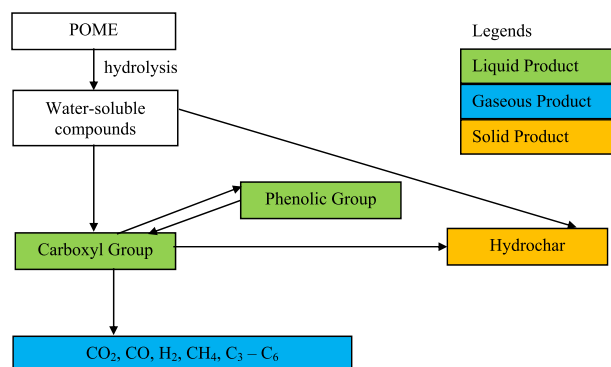 POME
Legends
hydrolysis
Liquid Product
Gaseous Product
Water-soluble
compounds
Solid Product
Phenolic Group
Carboxyl Group
Hydrochar
CO₂, CO, H₂, CH₄, C₃ – C₆